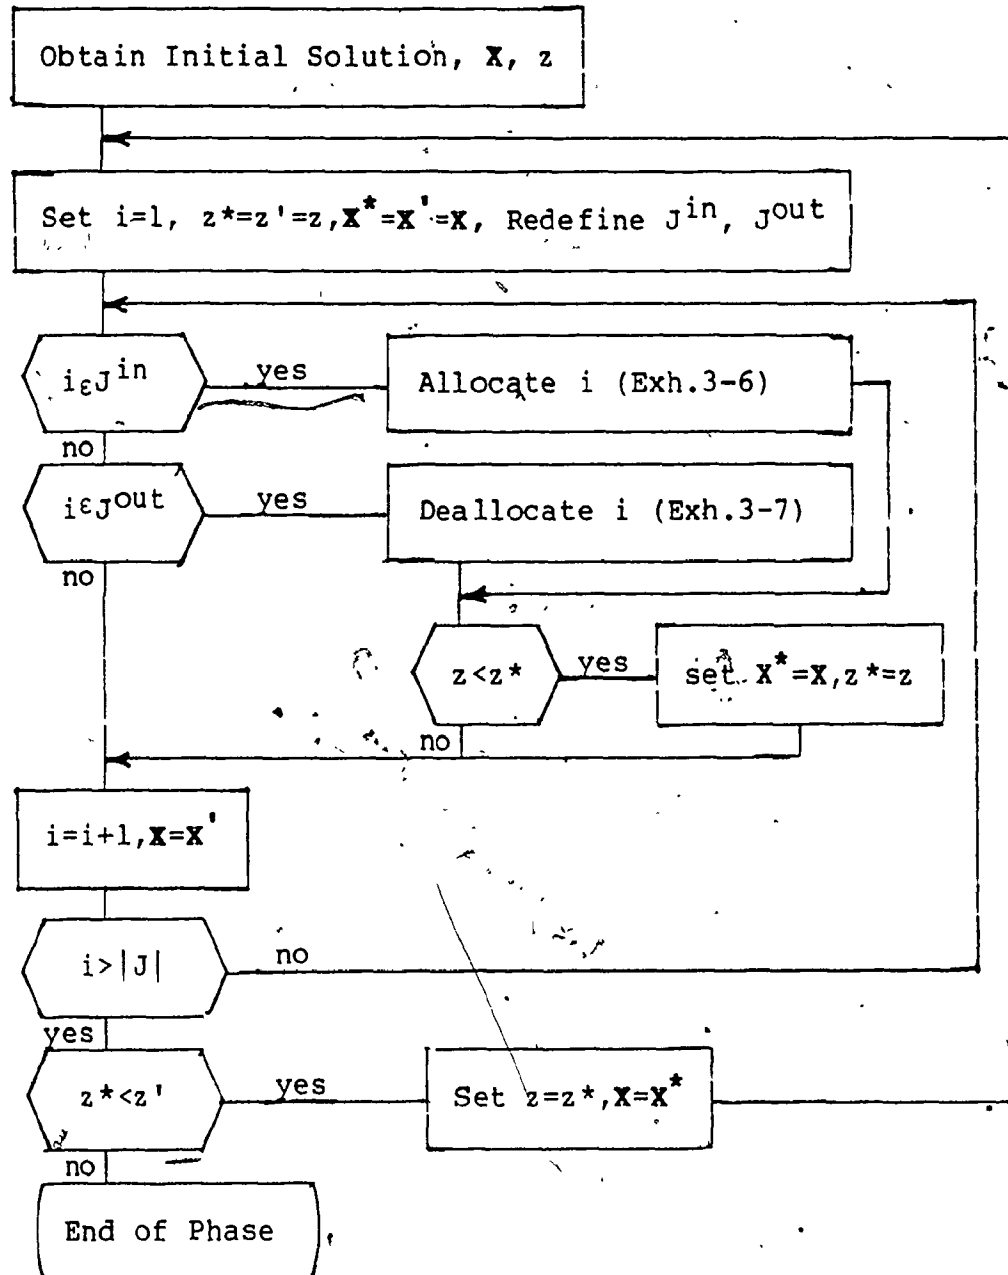 Obtain Initial Solution, X, z
Set i=1, z*=z'=z,X*=X'=X, Redefine J^in, J^out
iεJ^in
yes
Allocate i (Exh.3-6)
no
iεJ^out
yes
Deallocate i (Exh.3-7)
no
z<z*
yes
set X*=X,z*=z
no
i=i+1,X=X'
i>|J|
no
yes
z*<z'
yes
Set z=z*,X=X*
no
End of Phase